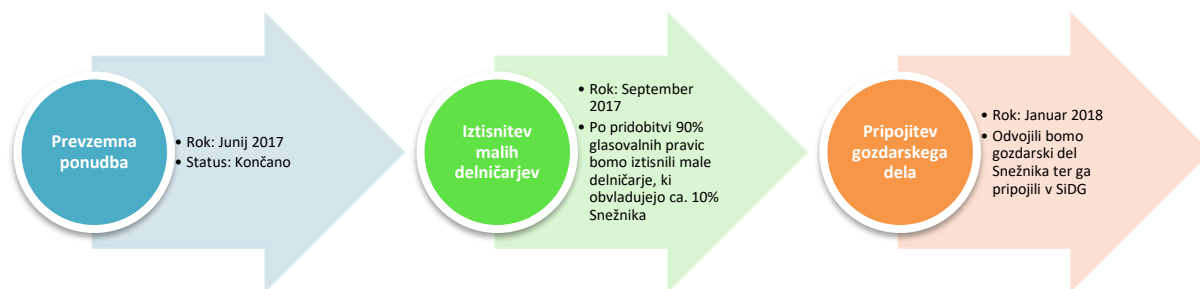 Prevzemna
ponudba
• Rok: Junij 2017
• Status: Končano
Iztisnitev
malih
delničarjev
• Rok: September
2017
• Po pridobitvi 90%
glasovalnih pravic
bomo iztisnili male
delničarje, ki
obvladujejo ca. 10%
Snežnika
Pripojitev
gozdarskega
dela
• Rok: Januar 2018
• Odvojili bomo
gozdarski del
Snežnika ter ga
pripojili v SiDG